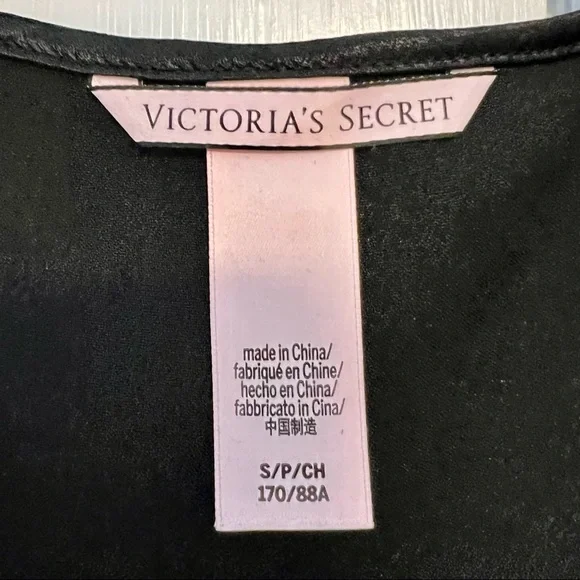 VICTORIA'S SECRET
made in China/
fabriqué en Chine/
hecho en China/
fabbricato in Cina/
中国制造
S/P/CH
170/88A